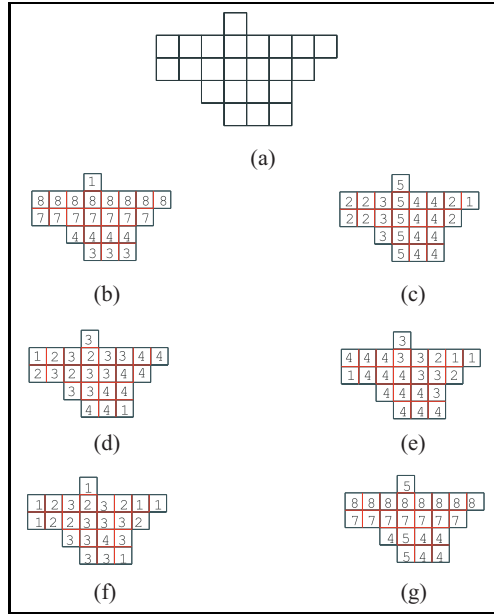 (a)
1
8 8 8 8 8 8 8 8
7 7 7 7 7 7 7
4 4 4 4
3 3 3
(b)
5
2 2 3 5 4 4 2 1
2 2 3 5 4 4 2
3 5 4 4
5 4 4
(c)
3
1 2 3 2 3 3 4 4
2 3 2 3 3 4 4
3 3 4 4
4 4 1
(d)
3
4 4 4 3 3 2 1 1
1 4 4 4 3 3 2
4 4 4 3
4 4 4
(e)
1
1 2 3 2 3 2 1 1
1 2 2 3 3 3 2
3 3 4 3
3 3 1
(f)
5
8 8 8 8 8 8 8 8
7 7 7 7 7 7 7
4 5 4 4
5 4 4
(g)